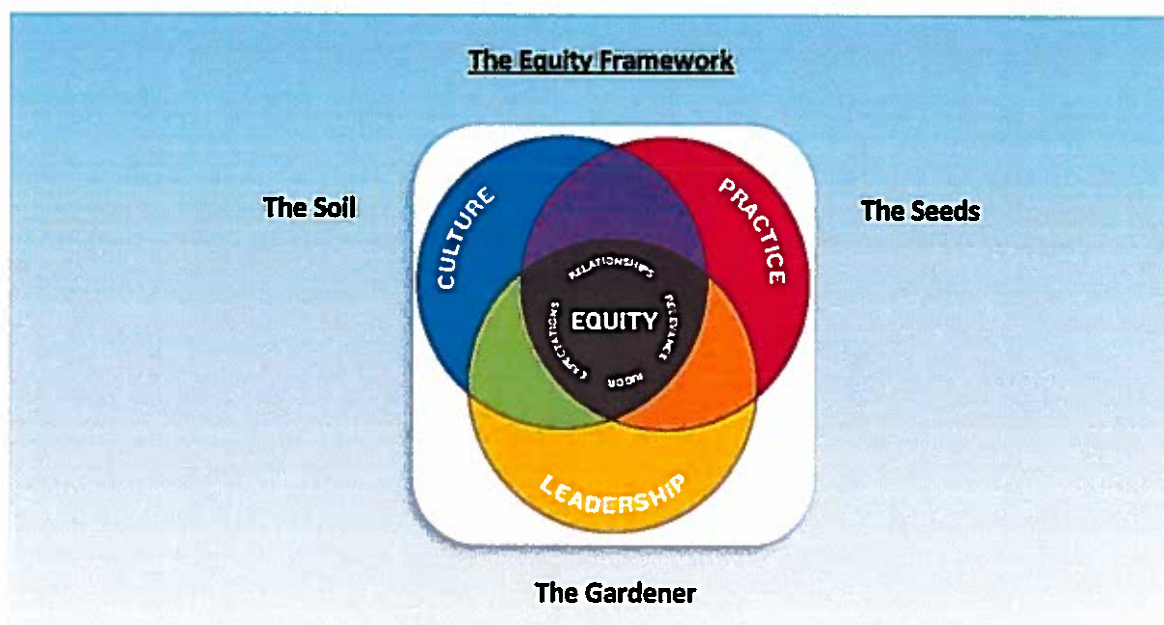 The Equity Framework
The Soil
CULTURE
PRACTICE
The Seeds
RELATIONSHIPS
EQUITY
RELEVANCE
EXPECTATIONS
RIGOR
LEADERSHIP
The Gardener